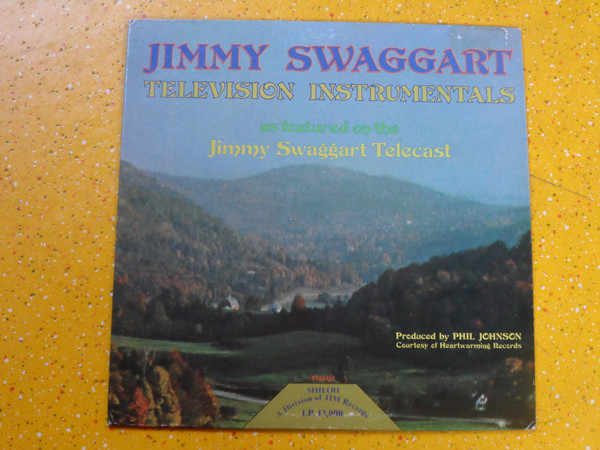 JIMMY SWAGGART
TELEVISION INSTRUMENTALS
as featured on the
Jimmy Swaggart Telecast
Produced by PHIL JOHNSON
Courtesy of Heartwarming Records
SHILOH
A Division of JIM Records
LP 13,090